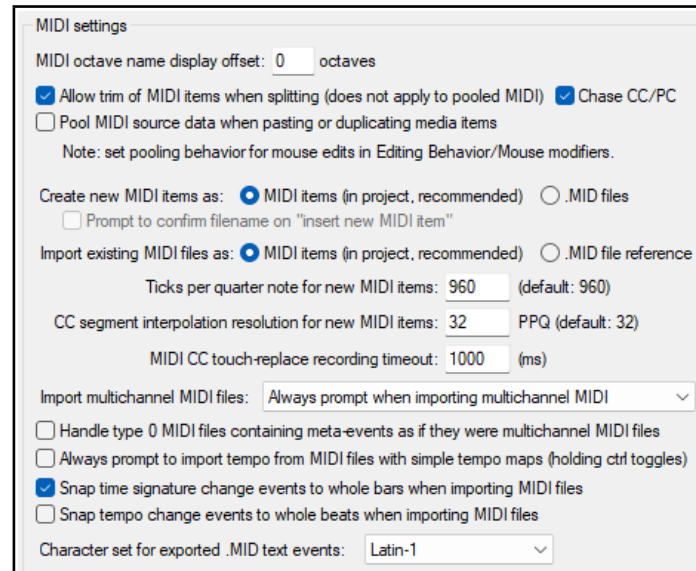 MIDI settings
MIDI octave name display offset: 0 octaves
Allow trim of MIDI items when splitting (does not apply to pooled MIDI) Chase CC/PC
Pool MIDI source data when pasting or duplicating media items
Note: set pooling behavior for mouse edits in Editing Behavior/Mouse modifiers.
Create new MIDI items as: MIDI items (in project, recommended) .MID files
Prompt to confirm filename on "insert new MIDI item"
Import existing MIDI files as: MIDI items (in project, recommended) .MID file reference
Ticks per quarter note for new MIDI items: 960 (default: 960)
CC segment interpolation resolution for new MIDI items: 32 PPQ (default: 32)
MIDI CC touch-replace recording timeout: 1000 (ms)
Import multichannel MIDI files: Always prompt when importing multichannel MIDI
Handle type 0 MIDI files containing meta-events as if they were multichannel MIDI files
Always prompt to import tempo from MIDI files with simple tempo maps (holding ctrl toggles)
Snap time signature change events to whole bars when importing MIDI files
Snap tempo change events to whole beats when importing MIDI files
Character set for exported .MID text events: Latin-1